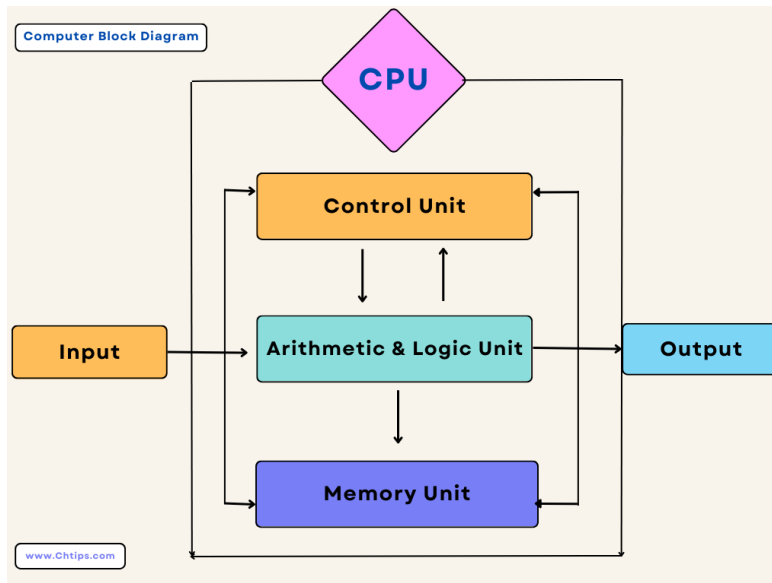 Computer Block Diagram
CPU
Control Unit
Input
Arithmetic & Logic Unit
Output
Memory Unit
www.Chtips.com